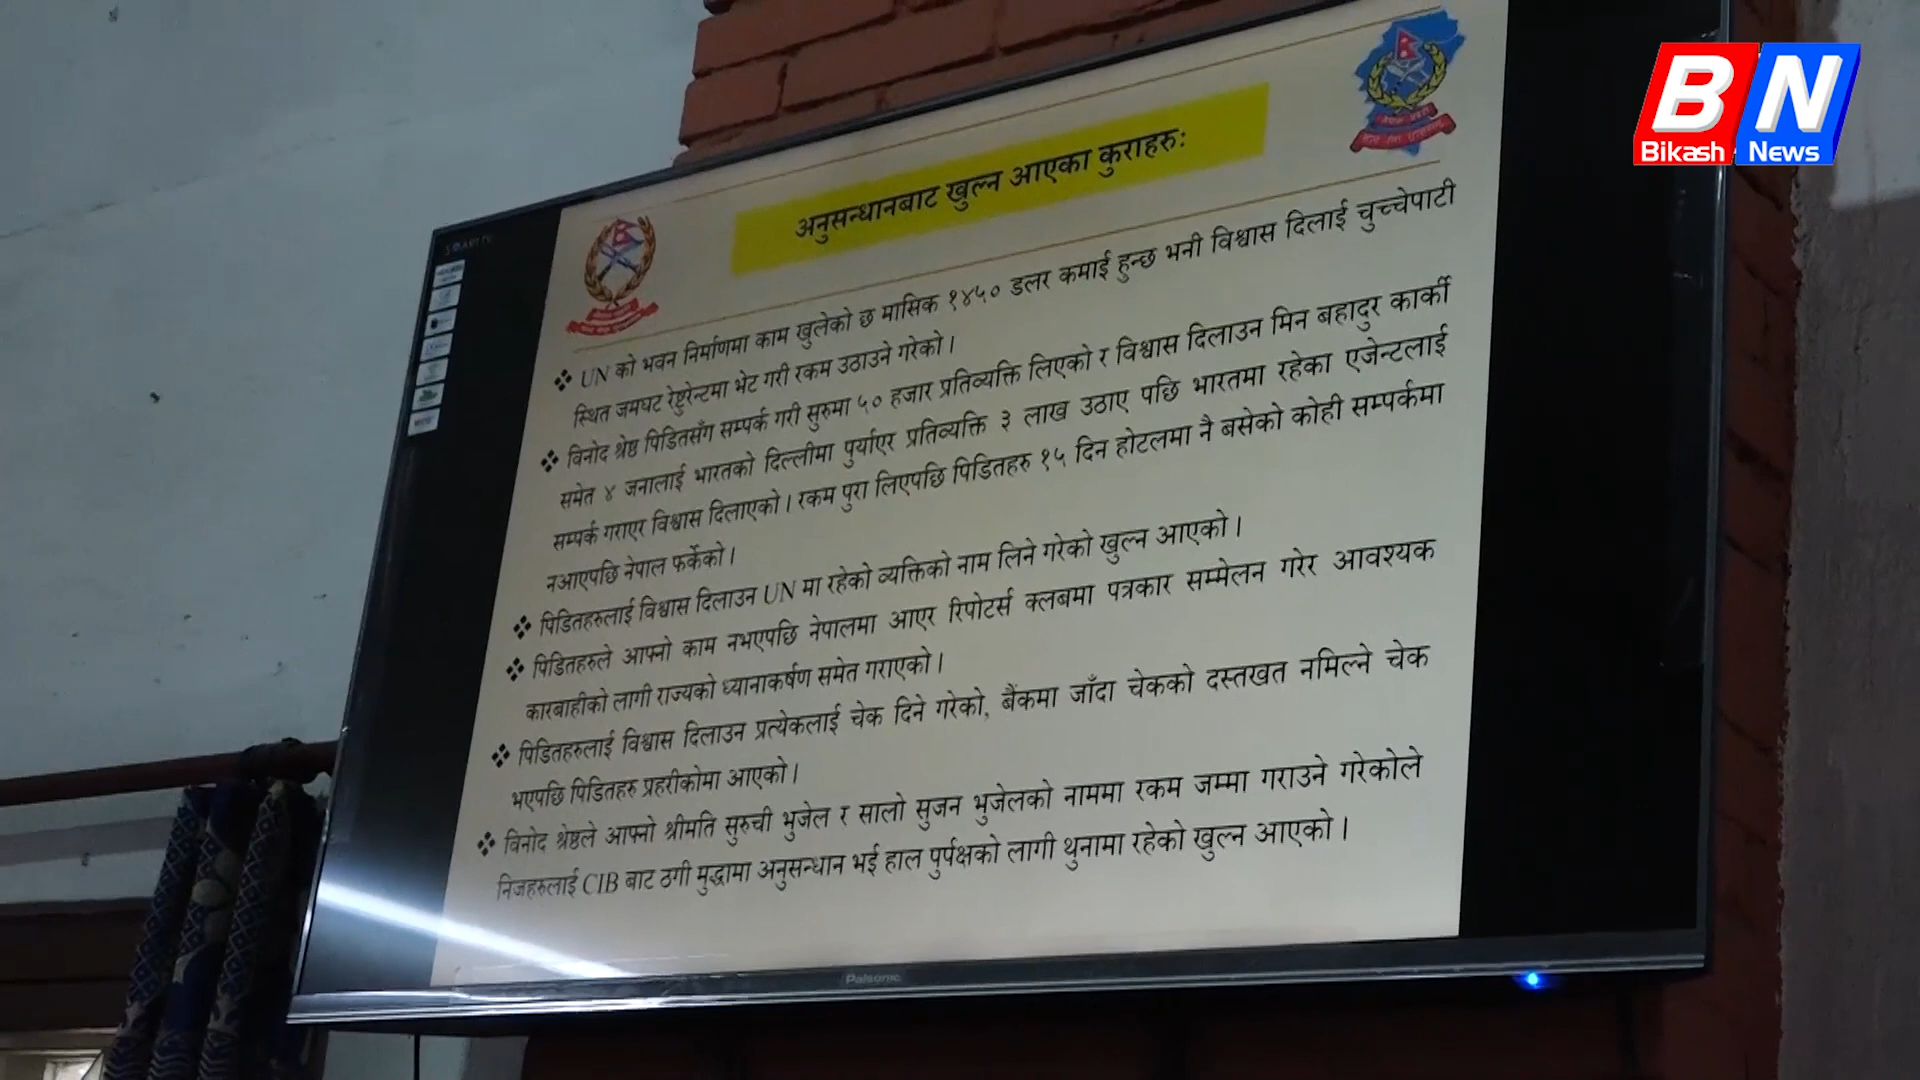 BN
Bikash News
अनुसन्धानबाट खुल्न आएका कुराहरुः
❖ UN को भवन निर्माणमा काम खुलेको छ मासिक १४५० डलर कमाई हुन्छ भनी विश्वास दिलाई चुच्चेपाटी
स्थित जमघट रेष्टुरेन्टमा भेट गरी रकम उठाउने गरेको ।
❖ विनोद श्रेष्ठ पिडितसँग सम्पर्क गरी सुरुमा ५० हजार प्रतिव्यक्ति लिएको र विश्वास दिलाउन मिन बहादुर कार्की
समेत ४ जनालाई भारतको दिल्लीमा पुर्याएर प्रतिव्यक्ति ३ लाख उठाए पछि भारतमा रहेका एजेन्टलाई
सम्पर्क गराएर विश्वास दिलाएको । रकम पुरा लिएपछि पिडितहरु १५ दिन होटलमा नै बसेको कोही सम्पर्कमा
नआएपछि नेपाल फर्केको ।
❖ पिडितहरुलाई विश्वास दिलाउन UN मा रहेको व्यक्तिको नाम लिने गरेको खुल्न आएको ।
❖ पिडितहरुले आफ्नो काम नभएपछि नेपालमा आएर रिपोटर्स क्लबमा पत्रकार सम्मेलन गरेर आवश्यक
कारबाहीको लागी राज्यको ध्यानाकर्षण समेत गराएको ।
❖ पिडितहरुलाई विश्वास दिलाउन प्रत्येकलाई चेक दिने गरेको, बैंकमा जाँदा चेकको दस्तखत नमिल्ने चेक
भएपछि पिडितहरु प्रहरीकोमा आएको ।
❖ विनोद श्रेष्ठले आफ्नो श्रीमति सुरुची भुजेल र सालो सुजन भुजेलको नाममा रकम जम्मा गराउने गरेकोले
निजहरुलाई CIB बाट ठगी मुद्धामा अनुसन्धान भई हाल पुर्पक्षको लागी थुनामा रहेको खुल्न आएको ।
Palsonic